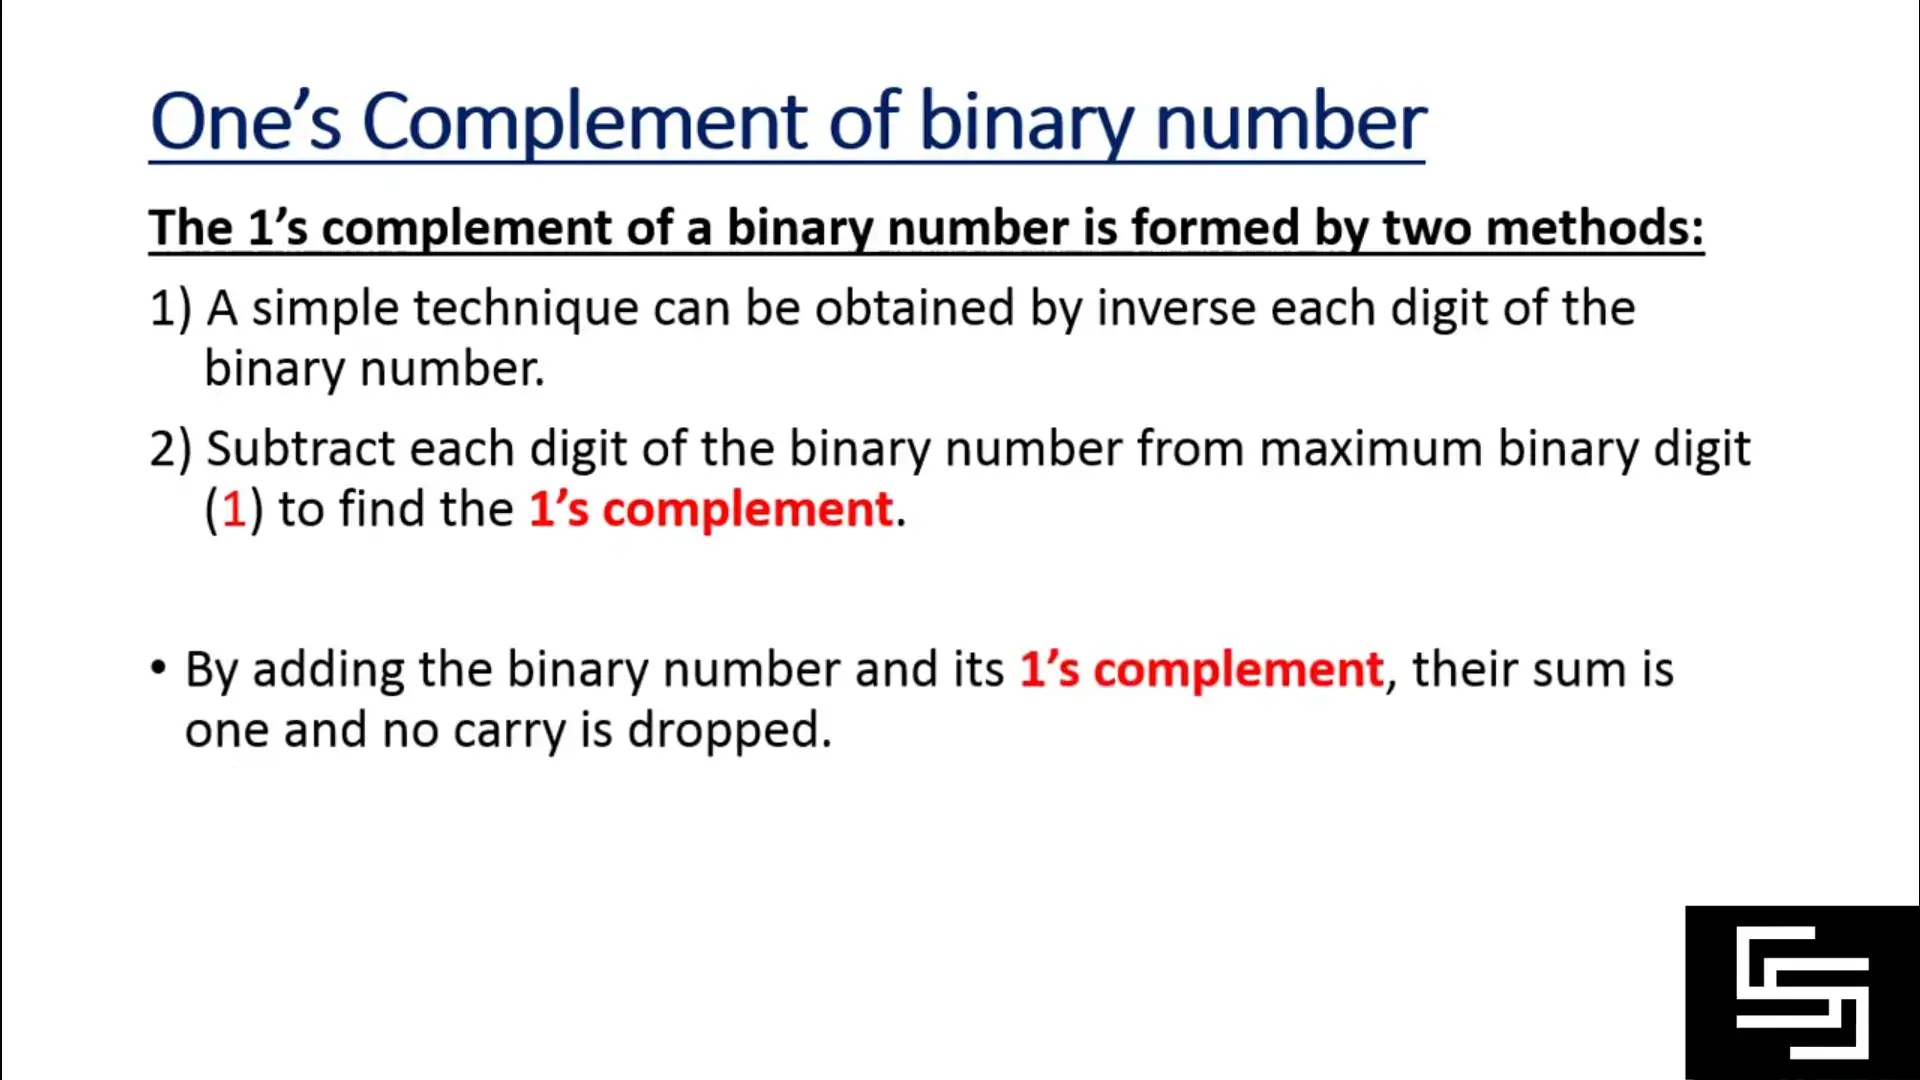 One’s Complement of binary number
The 1’s complement of a binary number is formed by two methods:
1) A simple technique can be obtained by inverse each digit of the
binary number.
2) Subtract each digit of the binary number from maximum binary digit
(1) to find the 1’s complement.
• By adding the binary number and its 1’s complement, their sum is
one and no carry is dropped.